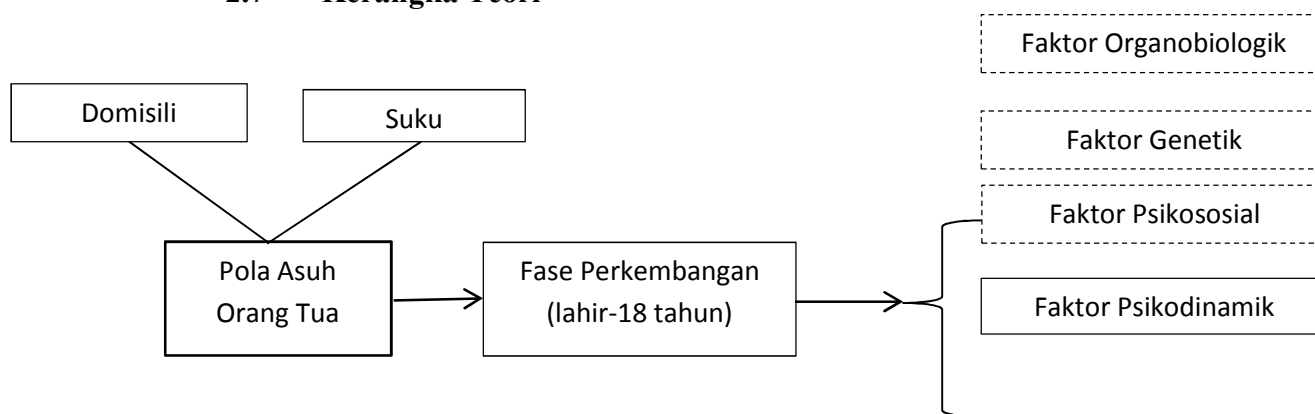 2.7 Kerangka Teori
Faktor Organobiologik
Domisili
Suku
Faktor Genetik
Faktor Psikososial
Pola Asuh
Orang Tua
Fase Perkembangan
(lahir-18 tahun)
Faktor Psikodinamik